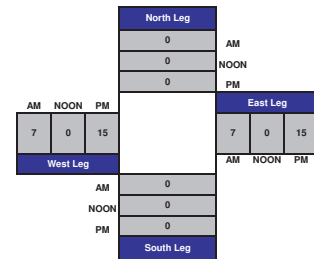 North Leg
0
AM
0
NOON
0
PM
East Leg
AM NOON PM
7 0 15
7 0 15
West Leg
AM NOON PM
AM
0
NOON
0
PM
0
South Leg